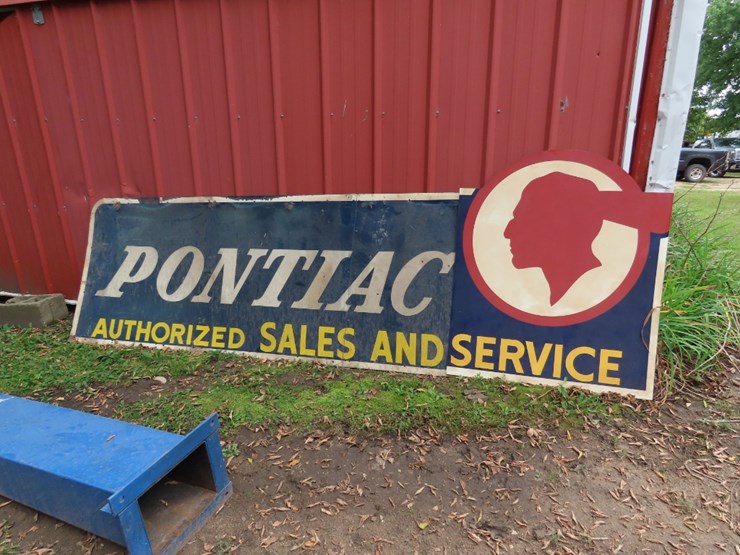 PONTIAC
AUTHORIZED SALES AND SERVICE